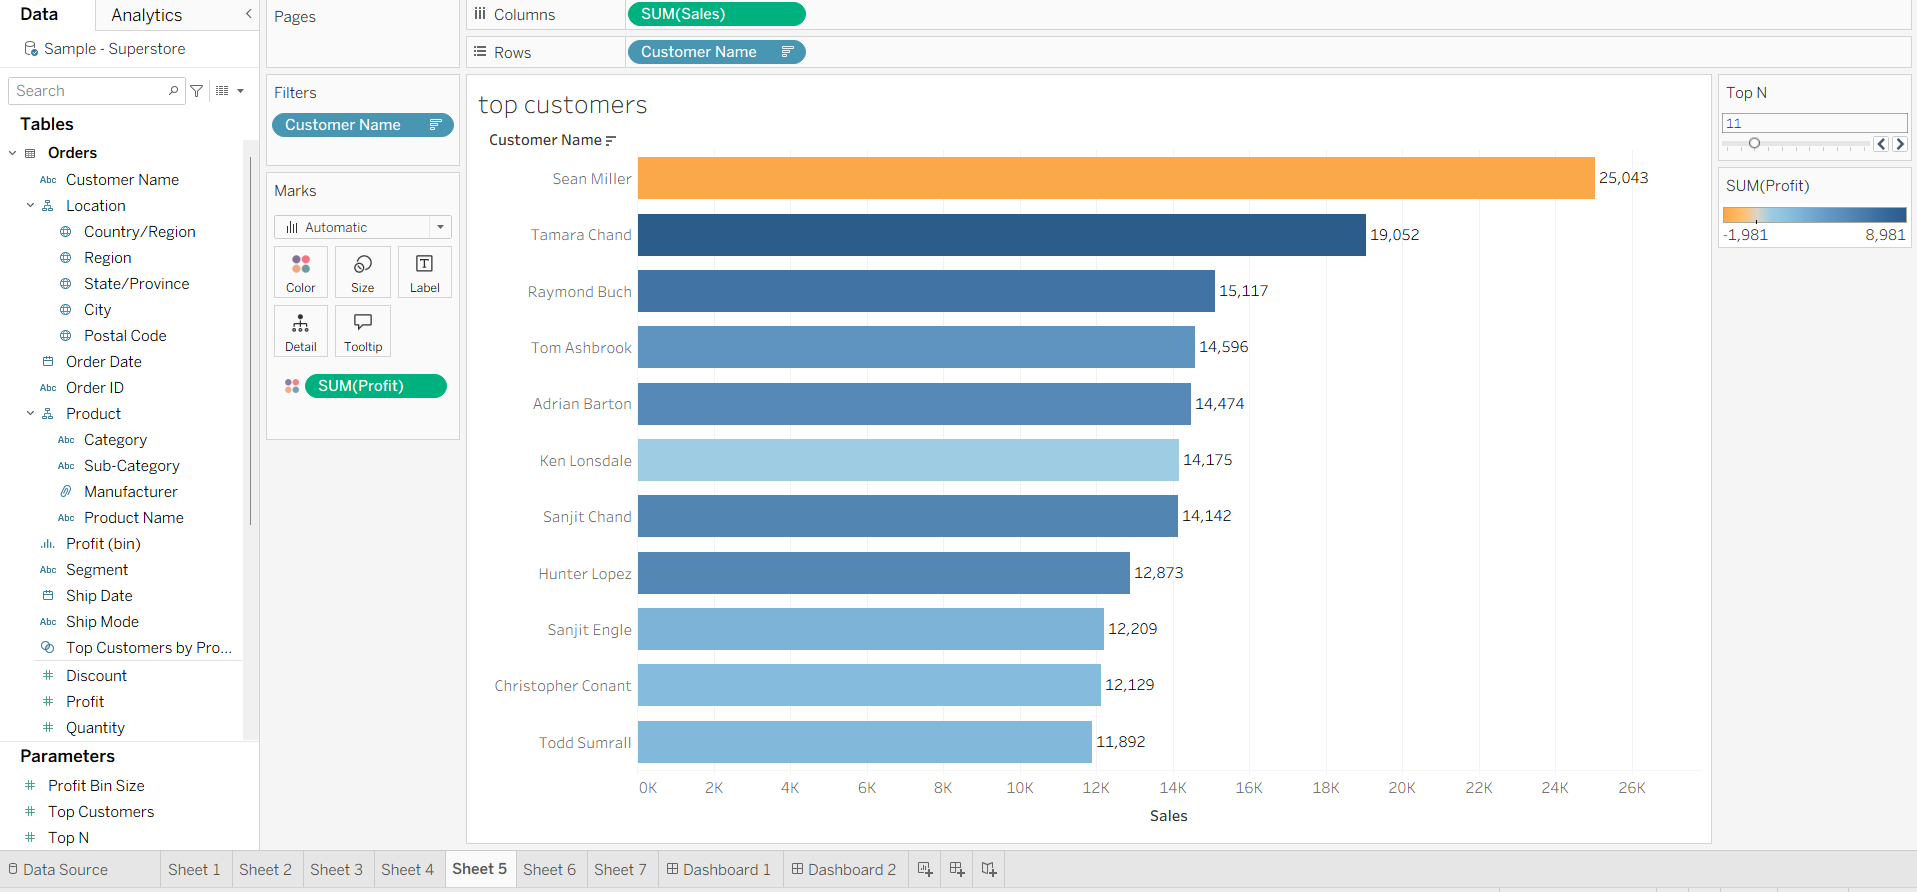 Data
Analytics
Sample - Superstore
Search
Tables
Orders
Abc Customer Name
Location
Country/Region
Region
State/Province
City
Postal Code
Order Date
Abc Order ID
Product
Abc Category
Abc Sub-Category
Manufacturer
Abc Product Name
Profit (bin)
Abc Segment
Ship Date
Abc Ship Mode
Top Customers by Pro...
# Discount
# Profit
# Quantity
Parameters
# Profit Bin Size
# Top Customers
# Top N
Pages
Filters
Customer Name
Marks
Automatic
Color
Size
Label
Detail
Tooltip
SUM(Profit)
Columns
SUM(Sales)
Rows
Customer Name
top customers
Customer Name
Sean Miller 25,043
Tamara Chand 19,052
Raymond Buch 15,117
Tom Ashbrook 14,596
Adrian Barton 14,474
Ken Lonsdale 14,175
Sanjit Chand 14,142
Hunter Lopez 12,873
Sanjit Engle 12,209
Christopher Conant 12,129
Todd Sumrall 11,892
0K 2K 4K 6K 8K 10K 12K 14K 16K 18K 20K 22K 24K 26K
Sales
Top N
11
SUM(Profit)
-1,981 8,981
Data Source
Sheet 1
Sheet 2
Sheet 3
Sheet 4
Sheet 5
Sheet 6
Sheet 7
Dashboard 1
Dashboard 2